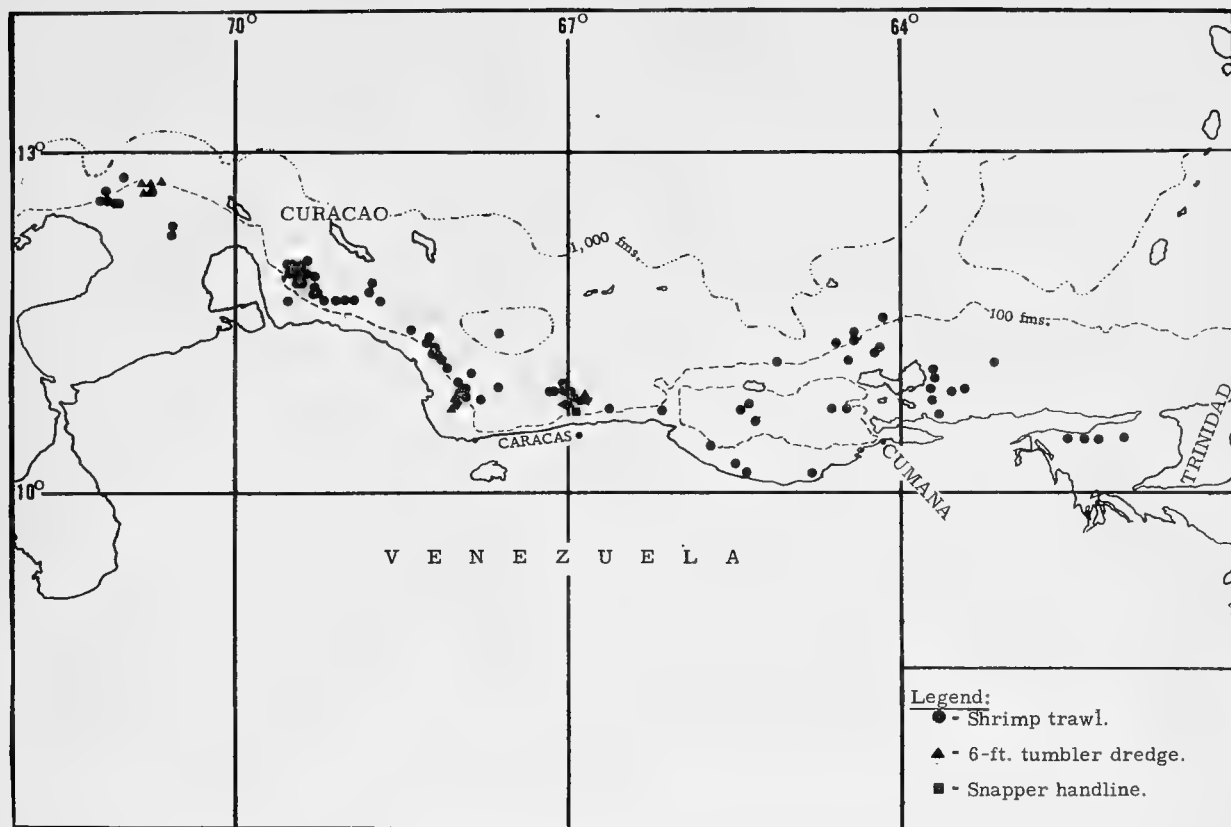 70°
67°
64°
13°
CURACAO
1,000 fms.
100 fms.
CARACAS
CUMANA
TRINIDAD
10°
V E N E Z U E L A
Legend:
● - Shrimp trawl.
▲ - 6-ft. tumbler dredge.
■ - Snapper handline.